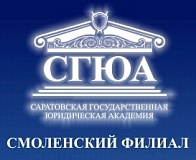 СГЮА
САРАТОВСКАЯ ГОСУДАРСТВЕННАЯ
ЮРИДИЧЕСКАЯ АКАДЕМИЯ
СМОЛЕНСКИЙ ФИЛИАЛ